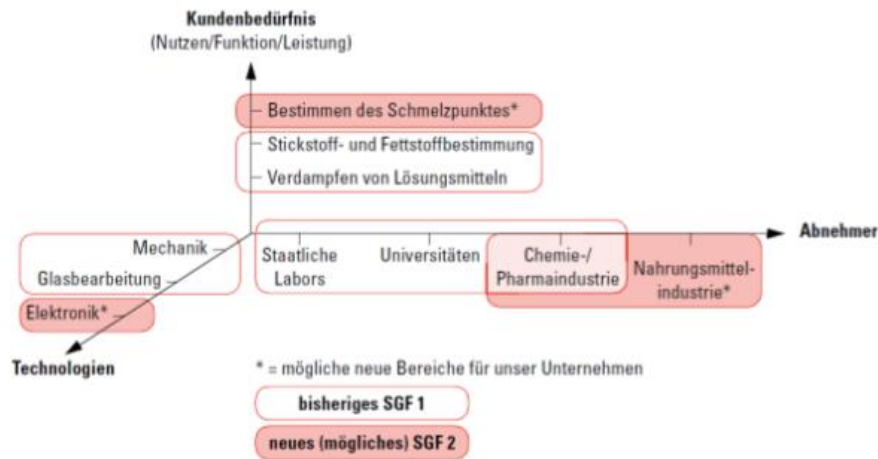 Kundenbedürfnis
(Nutzen/Funktion/Leistung)
Bestimmen des Schmelzpunktes*
Stickstoff- und Fettstoffbestimmung
Verdampfen von Lösungsmitteln
Abnehmer
Mechanik
Glasbearbeitung
Elektronik*
Technologien
Staatliche
Labors
Universitäten
Chemie-/
Pharmaindustrie
Nahrungsmittel-
industrie*
* = mögliche neue Bereiche für unser Unternehmen
bisheriges SGF 1
neues (mögliches) SGF 2